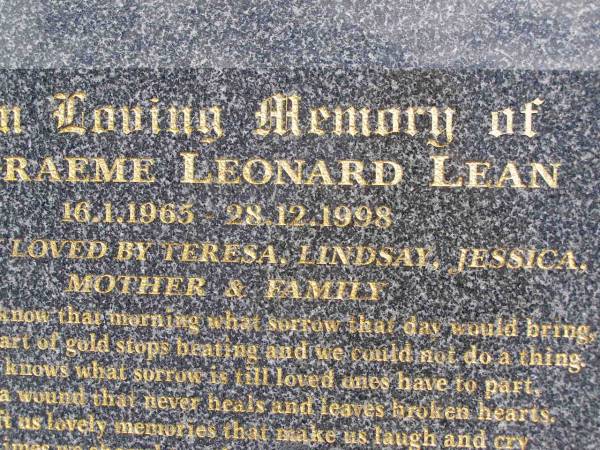 n Loving Memory of
RAEME LEONARD LEAN
16.1.1965 - 28.12.1998
LOVED BY TERESA, LINDSAY, JESSICA,
MOTHER & FAMILY
know that morning what sorrow that day would bring,
art of gold stops beating and we could not do a thing.
knows what sorrow is till loved ones have to part,
a wound that never heals and leaves broken hearts.
ft us lovely memories that make us laugh and cry